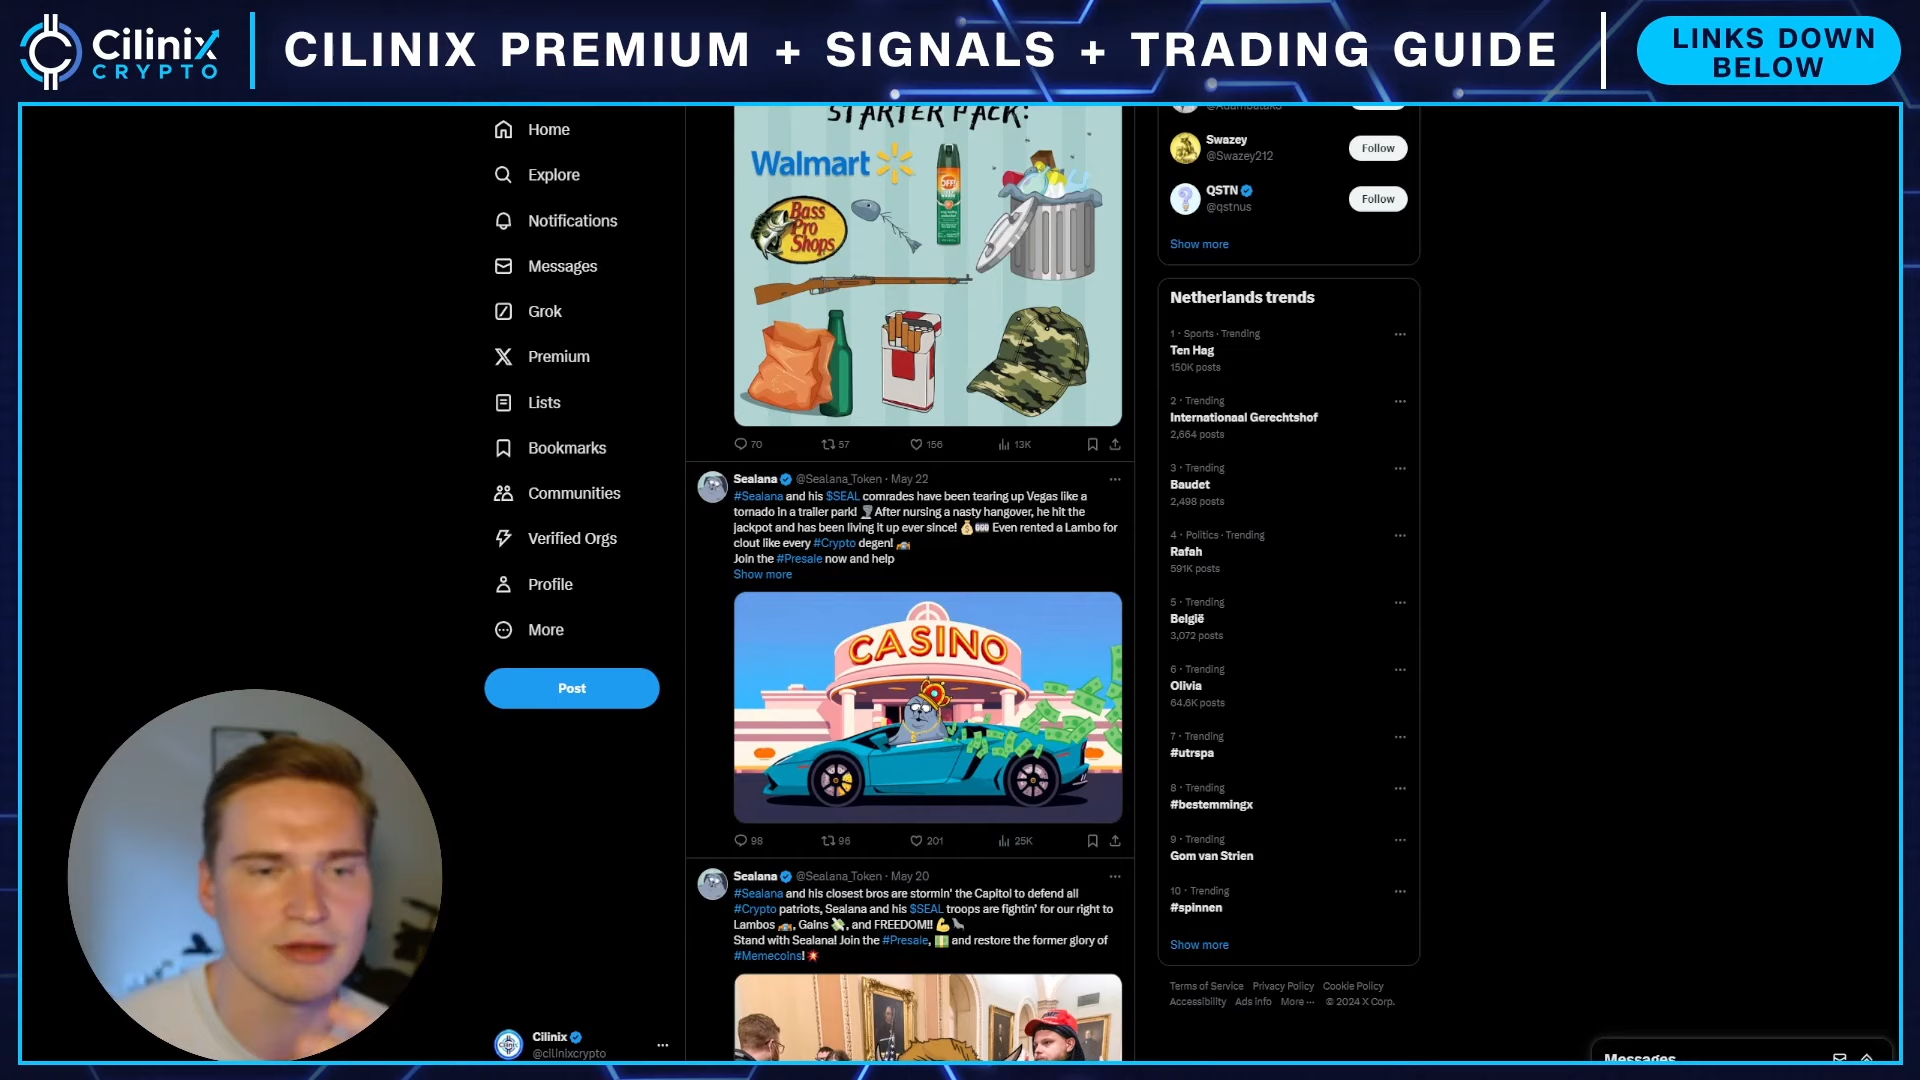 Cilinix
CRYPTO
CILINIX PREMIUM + SIGNALS + TRADING GUIDE
LINKS DOWN
BELOW
Home
Explore
Notifications
Messages
Grok
Premium
Lists
Bookmarks
Communities
Verified Orgs
Profile
More
Post
Cilinix
@cilinixcrypto
STARTER PACK:
Walmart
OFF!
Bass
Pro
Shops
70
57
156
13K
Sealana @Sealana_Token · May 22
#Sealana and his $SEAL comrades have been tearing up Vegas like a
tornado in a trailer park! After nursing a nasty hangover, he hit the
jackpot and has been living it up ever since! Even rented a Lambo for
clout like every #Crypto degen!
Join the #Presale now and help
Show more
CASINO
98
96
201
25K
Sealana @Sealana_Token · May 20
#Sealana and his closest bros are stormin' the Capitol to defend all
#Crypto patriots, Sealana and his $SEAL troops are fightin' for our right to
Lambos , Gains , and FREEDOM!!
Stand with Sealana! Join the #Presale, and restore the former glory of
#Memecoins!
Swazey
@Swazey212
Follow
QSTN
@qstnus
Follow
Show more
Netherlands trends
1 · Sports · Trending
Ten Hag
150K posts
2 · Trending
Internationaal Gerechtshof
2,664 posts
3 · Trending
Baudet
2,498 posts
4 · Politics · Trending
Rafah
591K posts
5 · Trending
België
3,072 posts
6 · Trending
Olivia
64.6K posts
7 · Trending
#utrspa
8 · Trending
#bestemmingx
9 · Trending
Gom van Strien
10 · Trending
#spinnen
Show more
Terms of Service Privacy Policy Cookie Policy
Accessibility Ads info More ··· © 2024 X Corp.
Messages